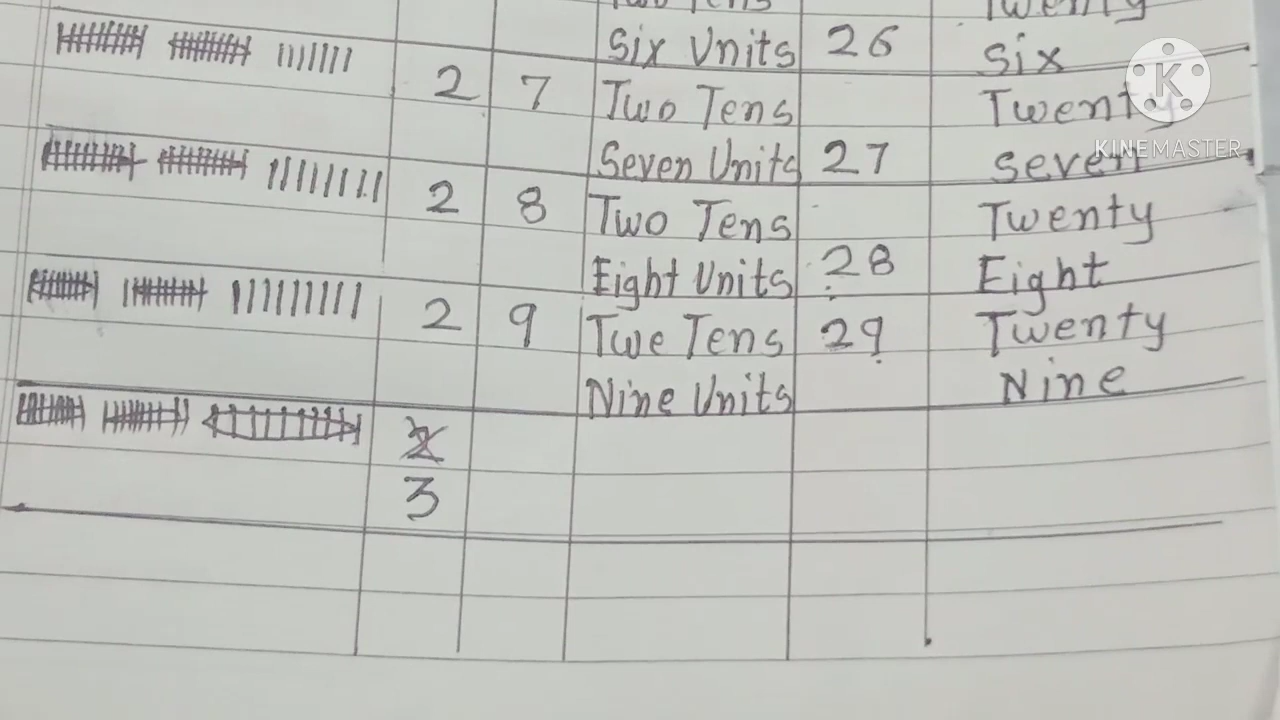 Six Units 26 Six
2 7 Two Tens Twenty
Seven Units 27 Seven
2 8 Two Tens Twenty
Eight Units 28 Eight
2 9 Twe Tens 29 Twenty
Nine Units Nine
3
K
KINEMASTER